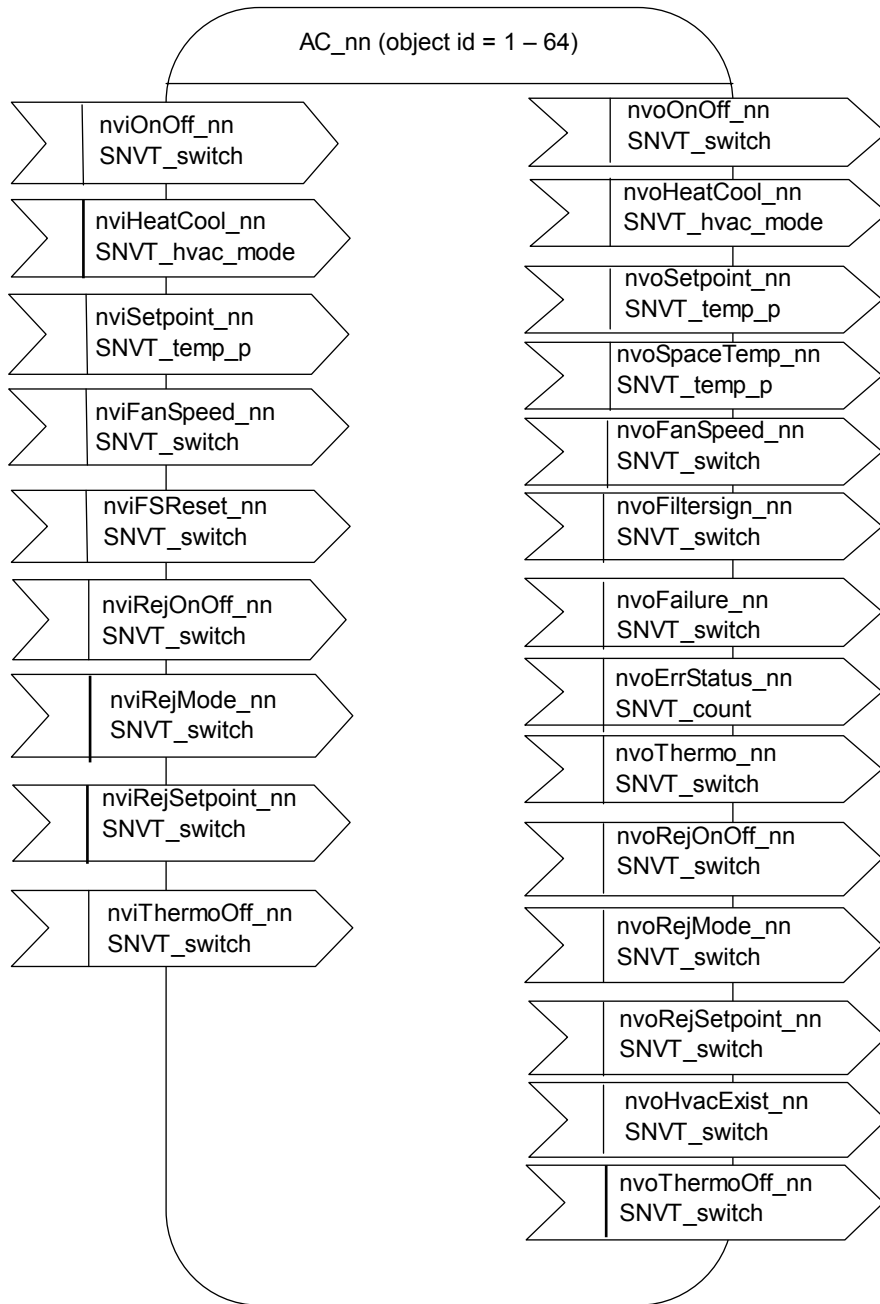 AC_nn (object id = 1 – 64)
nviOnOff_nn
SNVT_switch
nviHeatCool_nn
SNVT_hvac_mode
nviSetpoint_nn
SNVT_temp_p
nviFanSpeed_nn
SNVT_switch
nviFSReset_nn
SNVT_switch
nviRejOnOff_nn
SNVT_switch
nviRejMode_nn
SNVT_switch
nviRejSetpoint_nn
SNVT_switch
nviThermoOff_nn
SNVT_switch
nvoOnOff_nn
SNVT_switch
nvoHeatCool_nn
SNVT_hvac_mode
nvoSetpoint_nn
SNVT_temp_p
nvoSpaceTemp_nn
SNVT_temp_p
nvoFanSpeed_nn
SNVT_switch
nvoFiltersign_nn
SNVT_switch
nvoFailure_nn
SNVT_switch
nvoErrStatus_nn
SNVT_count
nvoThermo_nn
SNVT_switch
nvoRejOnOff_nn
SNVT_switch
nvoRejMode_nn
SNVT_switch
nvoRejSetpoint_nn
SNVT_switch
nvoHvacExist_nn
SNVT_switch
nvoThermoOff_nn
SNVT_switch